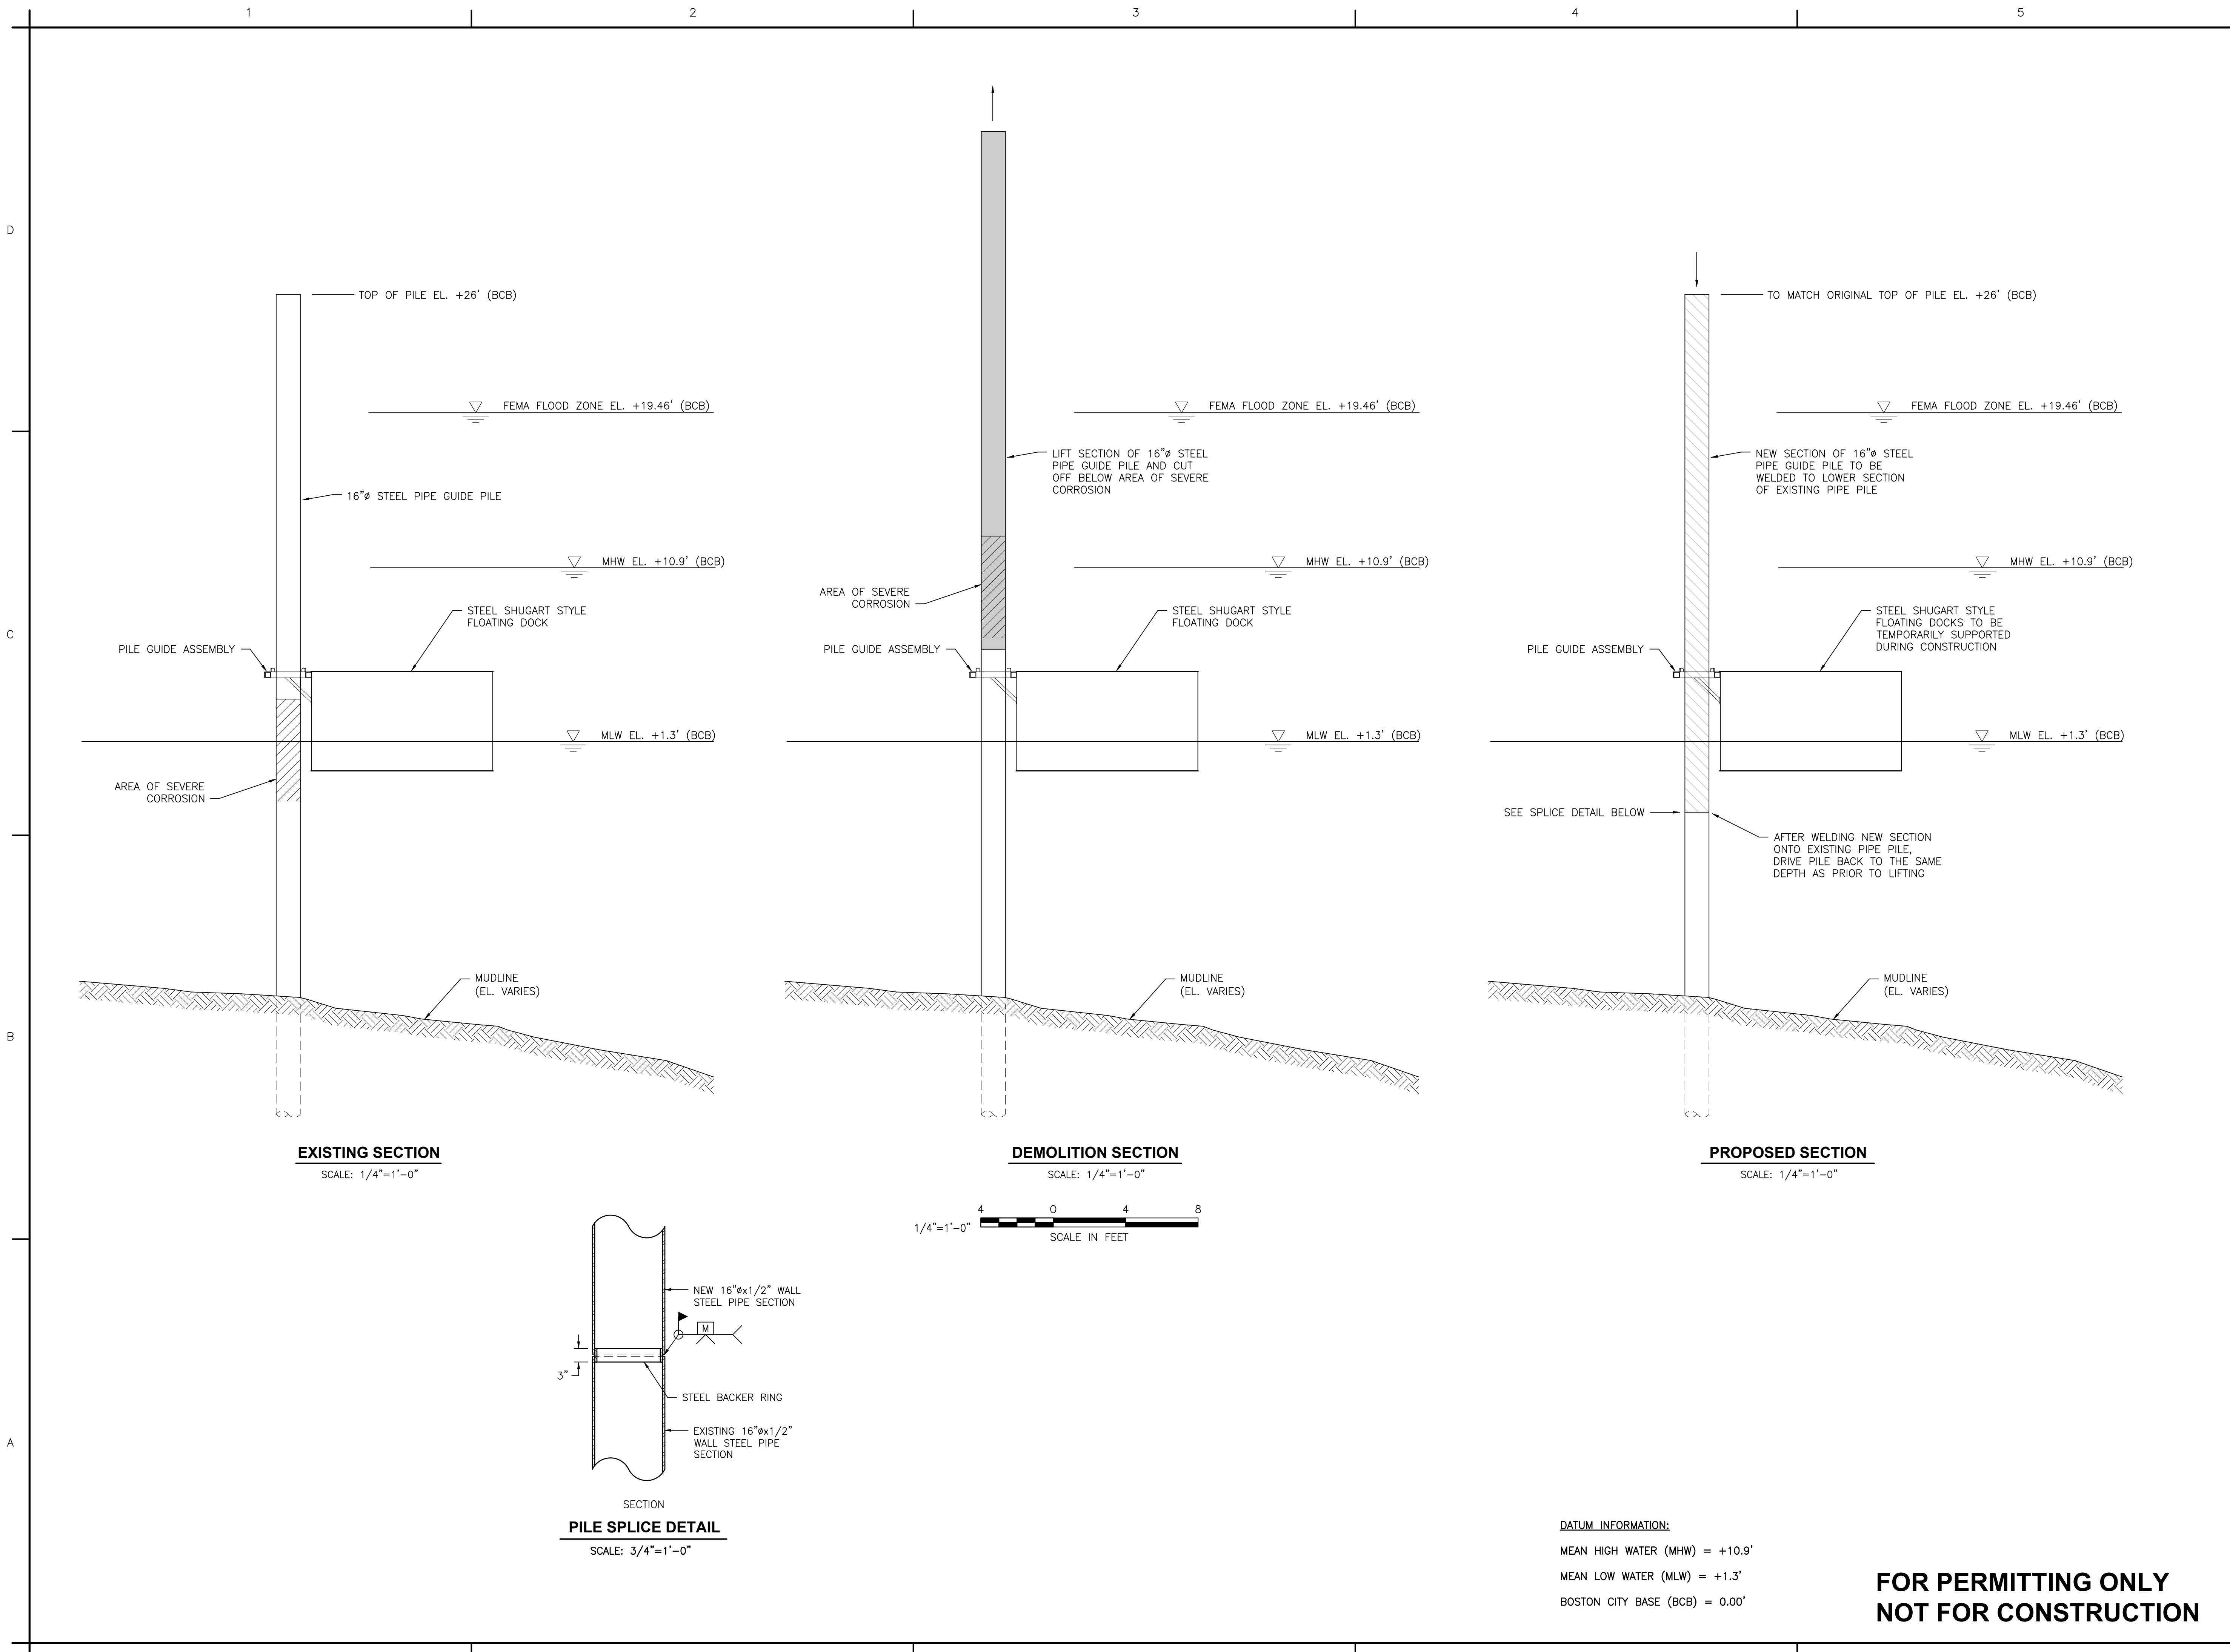 1
2
3
4
5
D
C
B
A
TOP OF PILE EL. +26' (BCB)
FEMA FLOOD ZONE EL. +19.46' (BCB)
16"ø STEEL PIPE GUIDE PILE
MHW EL. +10.9' (BCB)
STEEL SHUGART STYLE
FLOATING DOCK
PILE GUIDE ASSEMBLY
MLW EL. +1.3' (BCB)
AREA OF SEVERE
CORROSION
MUDLINE
(EL. VARIES)
EXISTING SECTION
SCALE: 1/4"=1'-0"
FEMA FLOOD ZONE EL. +19.46' (BCB)
LIFT SECTION OF 16"ø STEEL
PIPE GUIDE PILE AND CUT
OFF BELOW AREA OF SEVERE
CORROSION
MHW EL. +10.9' (BCB)
AREA OF SEVERE
CORROSION
STEEL SHUGART STYLE
FLOATING DOCK
PILE GUIDE ASSEMBLY
MLW EL. +1.3' (BCB)
MUDLINE
(EL. VARIES)
DEMOLITION SECTION
SCALE: 1/4"=1'-0"
4 0 4 8
1/4"=1'-0"
SCALE IN FEET
TO MATCH ORIGINAL TOP OF PILE EL. +26' (BCB)
FEMA FLOOD ZONE EL. +19.46' (BCB)
NEW SECTION OF 16"ø STEEL
PIPE GUIDE PILE TO BE
WELDED TO LOWER SECTION
OF EXISTING PIPE PILE
MHW EL. +10.9' (BCB)
STEEL SHUGART STYLE
FLOATING DOCKS TO BE
TEMPORARILY SUPPORTED
DURING CONSTRUCTION
PILE GUIDE ASSEMBLY
MLW EL. +1.3' (BCB)
SEE SPLICE DETAIL BELOW
AFTER WELDING NEW SECTION
ONTO EXISTING PIPE PILE,
DRIVE PILE BACK TO THE SAME
DEPTH AS PRIOR TO LIFTING
MUDLINE
(EL. VARIES)
PROPOSED SECTION
SCALE: 1/4"=1'-0"
NEW 16"øx1/2" WALL
STEEL PIPE SECTION
M
3"
STEEL BACKER RING
EXISTING 16"øx1/2"
WALL STEEL PIPE
SECTION
SECTION
PILE SPLICE DETAIL
SCALE: 3/4"=1'-0"
DATUM INFORMATION:
MEAN HIGH WATER (MHW) = +10.9'
MEAN LOW WATER (MLW) = +1.3'
BOSTON CITY BASE (BCB) = 0.00'
FOR PERMITTING ONLY
NOT FOR CONSTRUCTION